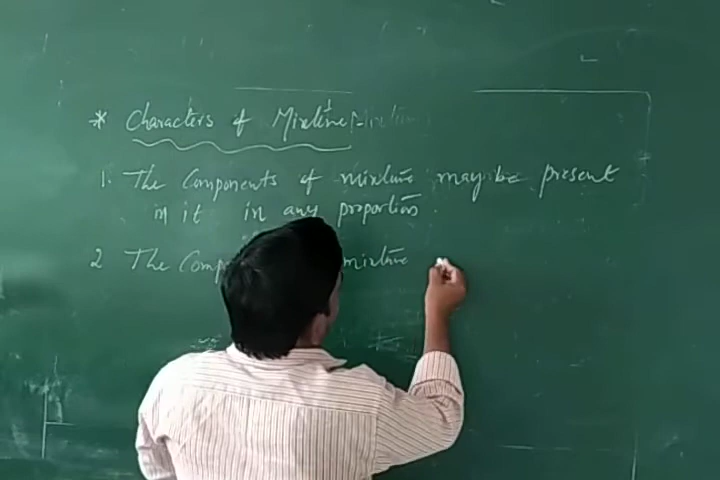 * Characters of Mixture
1. The Components of mixture may be present
in it in any proportion.
2 The Comp mixture